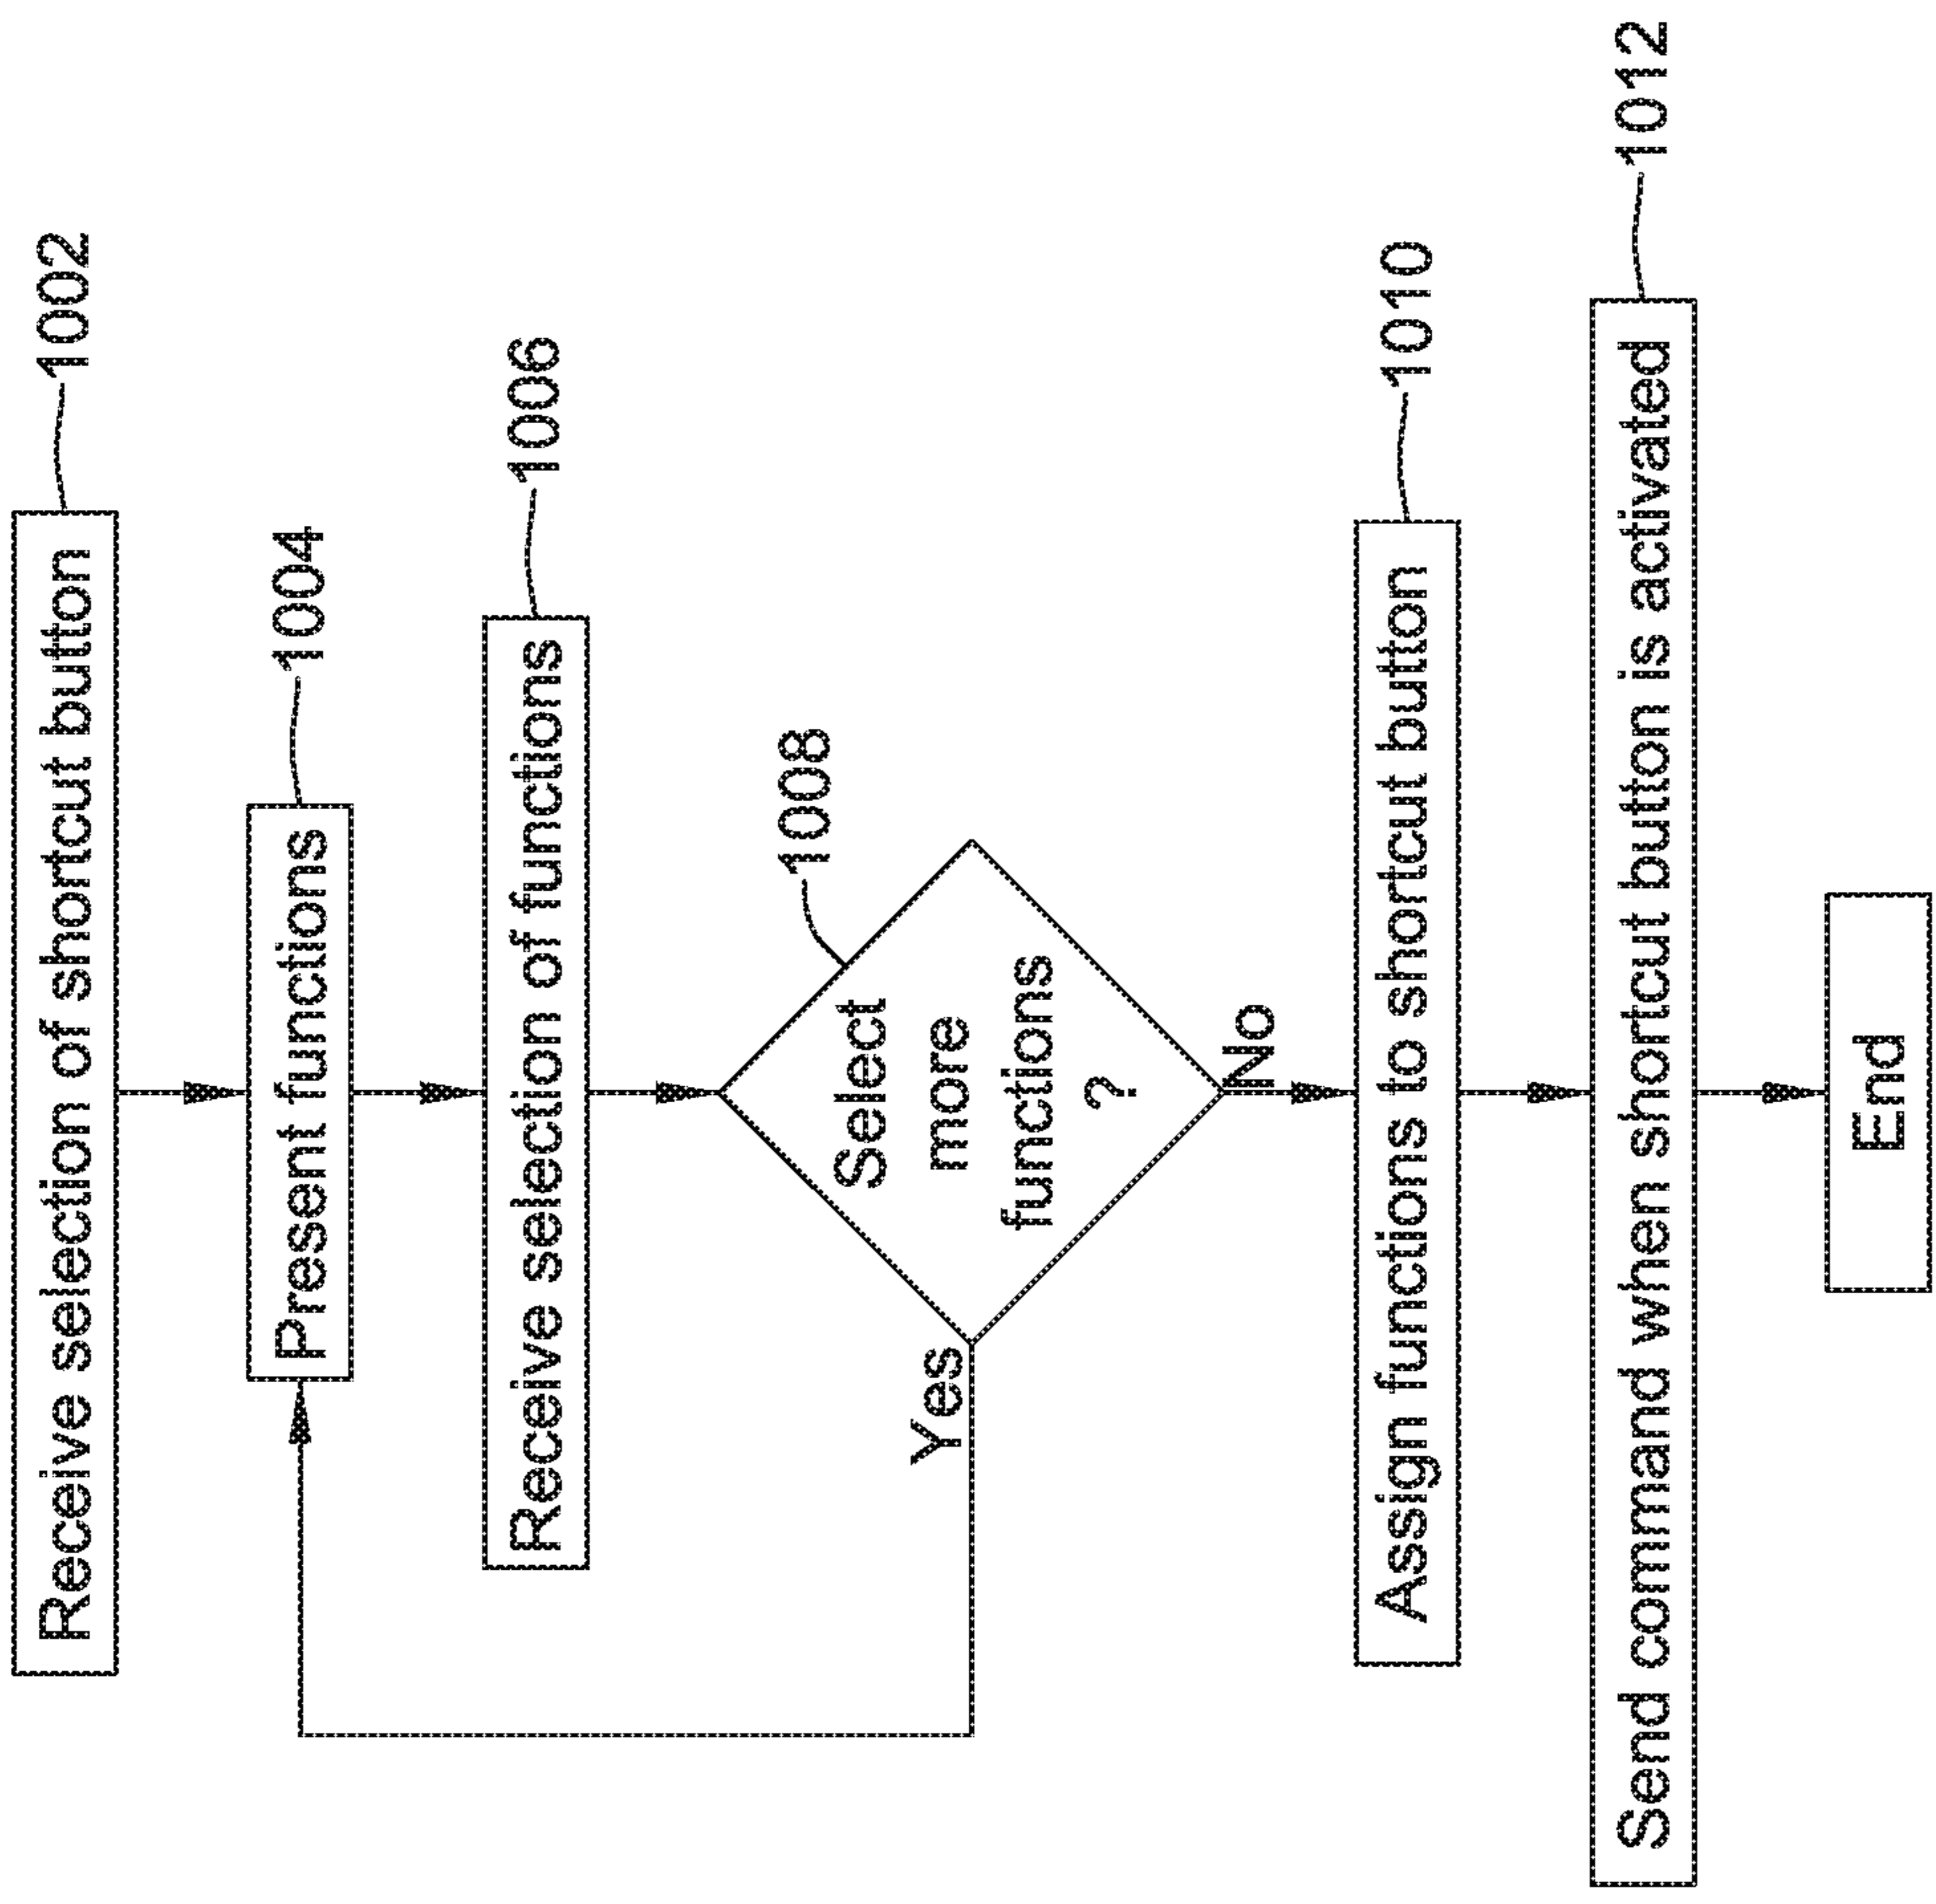 Receive selection of shortcut button
1002
Present functions
1004
Receive selection of functions
1006
1008
Select
more
functions
?
Yes
No
Assign functions to shortcut button
1010
Send command when shortcut button is activated
1012
End